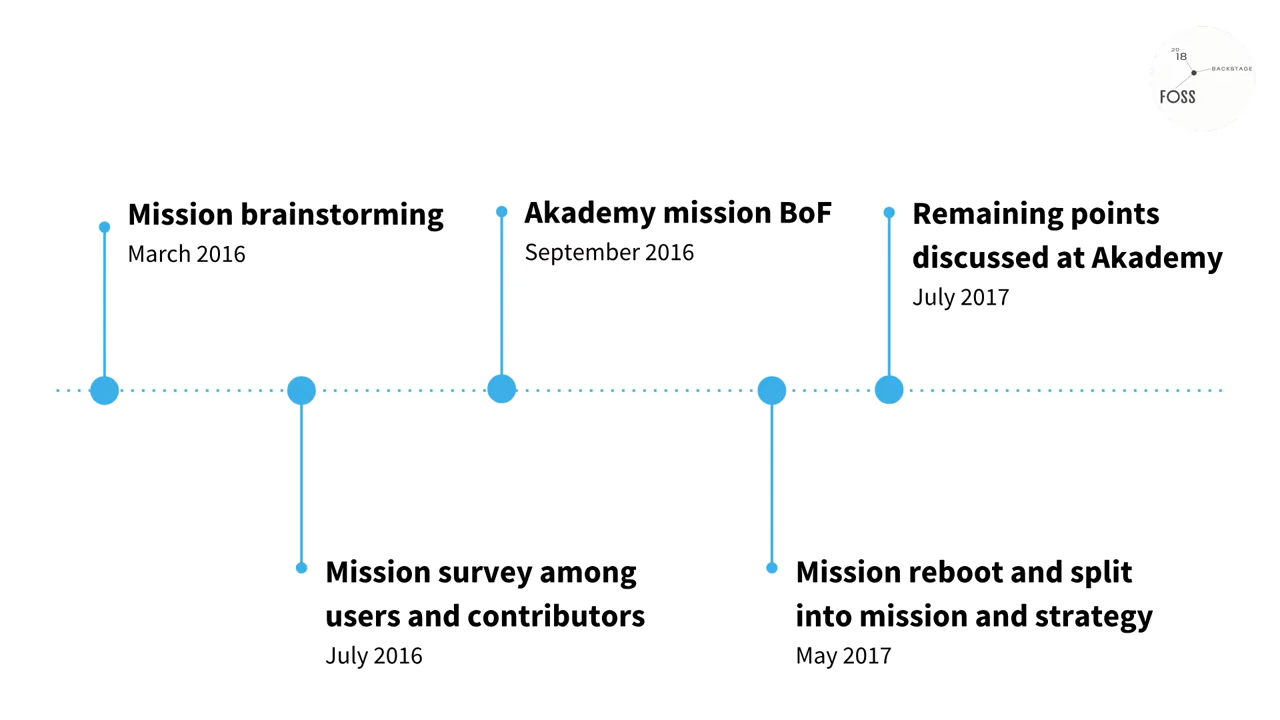 20
18
BACKSTAGE
FOSS
Mission brainstorming
March 2016
Akademy mission BoF
September 2016
Remaining points
discussed at Akademy
July 2017
Mission survey among
users and contributors
July 2016
Mission reboot and split
into mission and strategy
May 2017